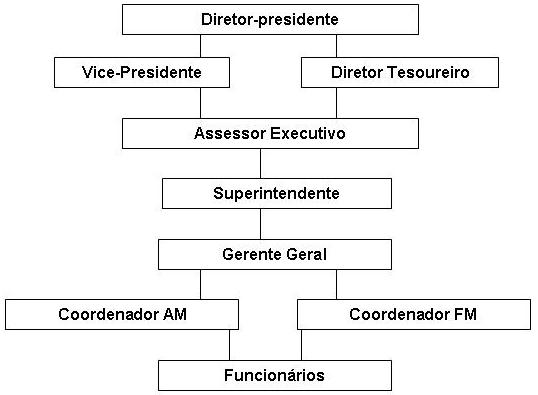 Diretor-presidente
Vice-Presidente
Diretor Tesoureiro
Assessor Executivo
Superintendente
Gerente Geral
Coordenador AM
Coordenador FM
Funcionários